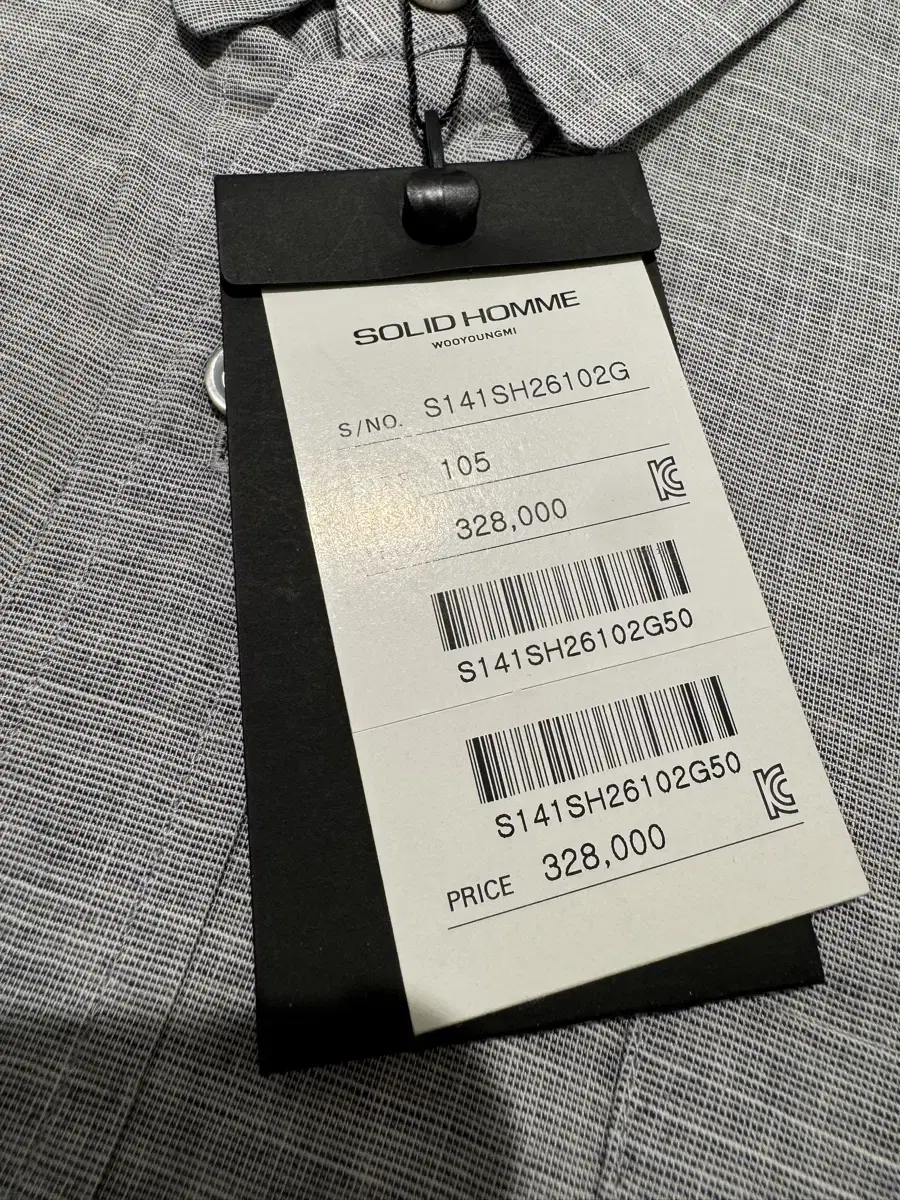 SOLID HOMME
WOOYOUNGMI
S/NO. S141SH26102G
105
328,000
S141SH26102G50
S141SH26102G50
PRICE 328,000